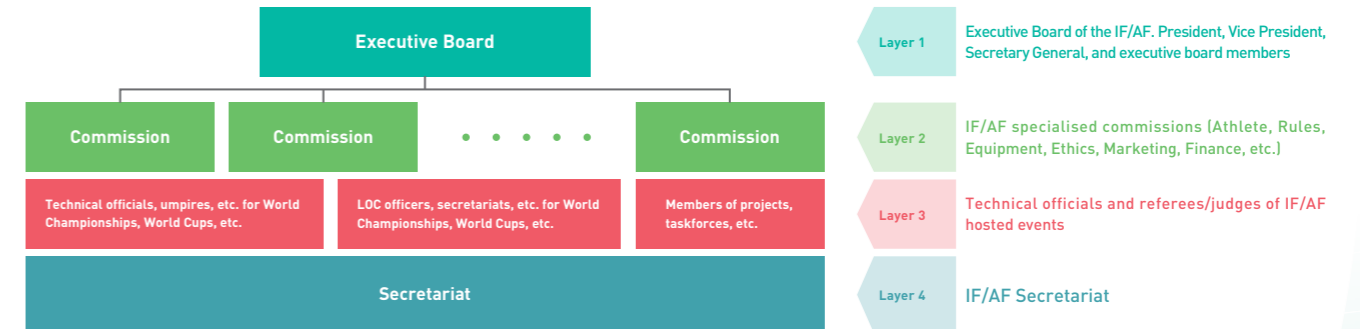 Executive Board
Layer 1
Executive Board of the IF/AF. President, Vice President,
Secretary General, and executive board members
Commission
Commission
Commission
Layer 2
IF/AF specialised commissions (Athlete, Rules,
Equipment, Ethics, Marketing, Finance, etc.)
Technical officials, umpires, etc. for World
Championships, World Cups, etc.
LOC officers, secretariats, etc. for World
Championships, World Cups, etc.
Members of projects,
taskforces, etc.
Layer 3
Technical officials and referees/judges of IF/AF
hosted events
Secretariat
Layer 4
IF/AF Secretariat